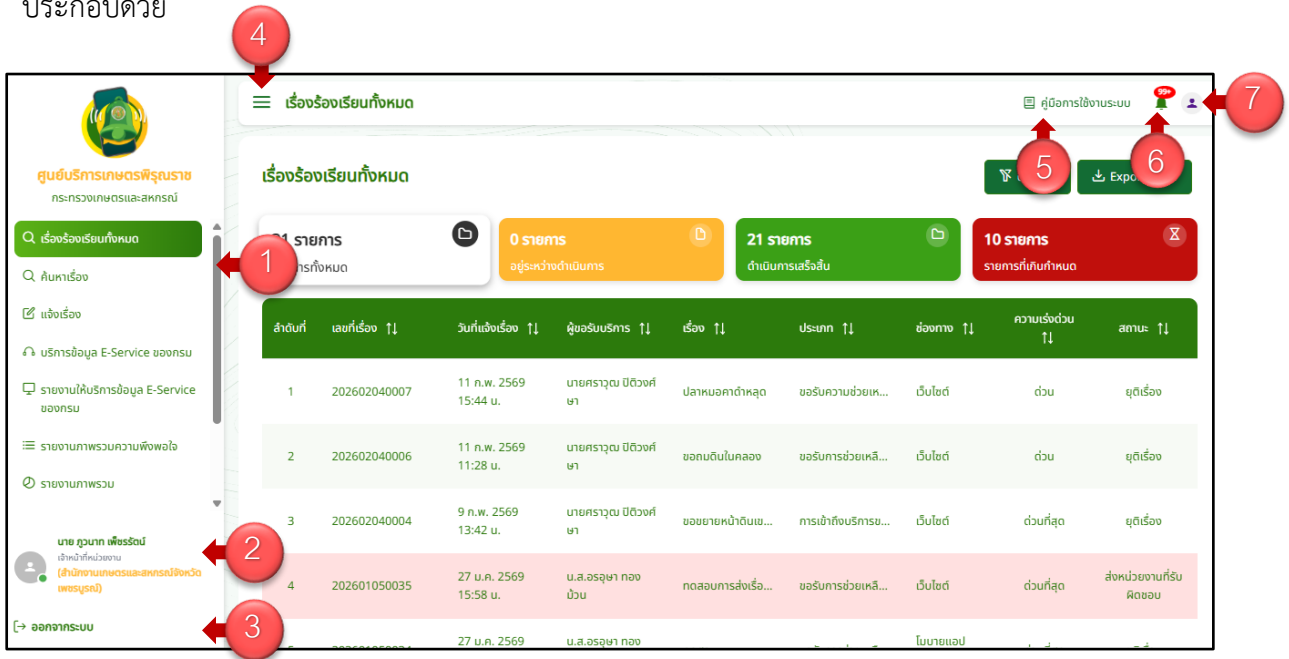 ประกอบด้วย
4
เรื่องร้องเรียนทั้งหมด
คู่มือการใช้งานระบบ
99+
7
ศูนย์บริการเกษตรพิรุณราช
กระทรวงเกษตรและสหกรณ์
เรื่องร้องเรียนทั้งหมด
5
6
Expo
เรื่องร้องเรียนทั้งหมด
ค้นหาเรื่อง
แจ้งเรื่อง
บริการข้อมูล E-Service ของกรม
รายงานให้บริการข้อมูล E-Service
ของกรม
รายงานภาพรวมความพึงพอใจ
รายงานภาพรวม
1
รายการ
ทั้งหมด
0 รายการ
อยู่ระหว่างดำเนินการ
21 รายการ
ดำเนินการเสร็จสิ้น
10 รายการ
รายการที่เกินกำหนด
ลำดับที่ เลขที่เรื่อง วันที่แจ้งเรื่อง ผู้ขอรับบริการ เรื่อง ประเภท ช่องทาง ความเร่งด่วน สถานะ
1 202602040007 11 ก.พ. 2569 15:44 น. นายศราวุฒ ปิติวงศ์ษา ปลาหมอคาดำหลุด ขอรับความช่วยเห... เว็บไซต์ ด่วน ยุติเรื่อง
2 202602040006 11 ก.พ. 2569 11:28 น. นายศราวุฒ ปิติวงศ์ษา ขอถมดินในคลอง ขอรับการช่วยเหลื... เว็บไซต์ ด่วน ยุติเรื่อง
3 202602040004 9 ก.พ. 2569 13:42 น. นายศราวุฒ ปิติวงศ์ษา ขอขยายหน้าดินเข... การเข้าถึงบริการข... เว็บไซต์ ด่วนที่สุด ยุติเรื่อง
4 202601050035 27 ม.ค. 2569 15:58 น. น.ส.อรอุษา ทองม้วน ทดสอบการส่งเรื่อ... ขอรับการช่วยเหลื... เว็บไซต์ ด่วนที่สุด ส่งหน่วยงานที่รับผิดชอบ
27 ม.ค. 2569 น.ส.อรอุษา ทอง โมบายแอป
นาย ภูวนาท เพ็ชรรัตน์
เจ้าหน้าที่หน่วยงาน
(สำนักงานเกษตรและสหกรณ์จังหวัด
เพชรบูรณ์)
2
ออกจากระบบ
3